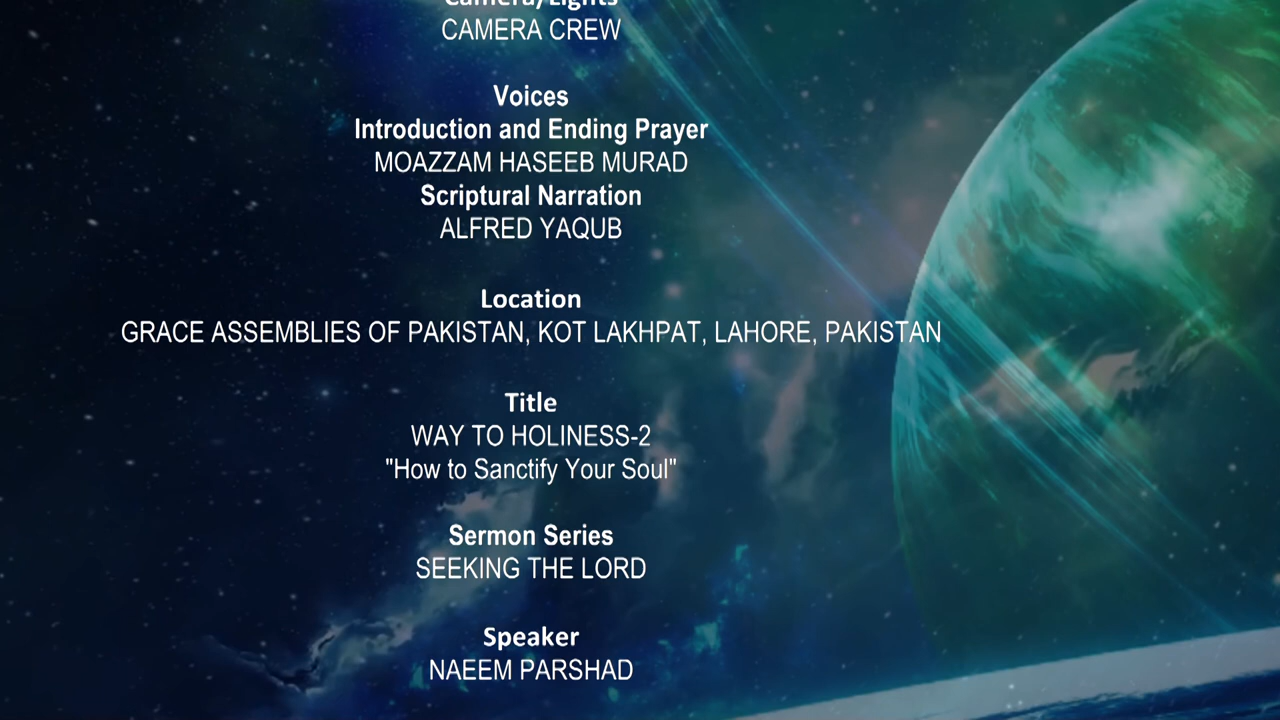 Camera/Lights
CAMERA CREW
Voices
Introduction and Ending Prayer
MOAZZAM HASEEB MURAD
Scriptural Narration
ALFRED YAQUB
Location
GRACE ASSEMBLIES OF PAKISTAN, KOT LAKHPAT, LAHORE, PAKISTAN
Title
WAY TO HOLINESS-2
"How to Sanctify Your Soul"
Sermon Series
SEEKING THE LORD
Speaker
NAEEM PARSHAD